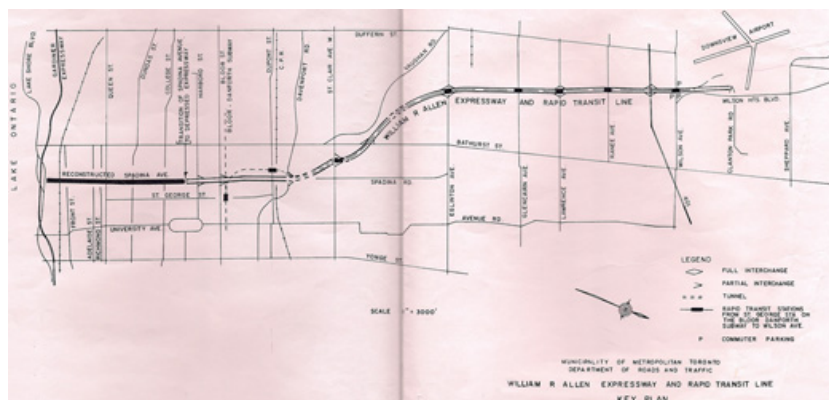 DUFFERIN ST.
DOWNSVIEW AIRPORT
LAKE SHORE BLVD.
GARDINER
EXPRESSWAY
QUEEN ST.
DUNDAS ST.
COLLEGE ST.
TRANSITION OF SPADINA AVENUE
TO DEPRESSED EXPRESSWAY
HARBORD ST.
BLOOR ST.
BLOOR-DANFORTH SUBWAY
DUPONT ST.
C.P.R.
DAVENPORT RD.
ST. CLAIR AVE. W.
VAUGHAN RD.
WILLIAM R ALLEN EXPRESSWAY AND RAPID TRANSIT LINE
P
WILSON HTS. BLVD.
LAKE ONTARIO
BATHURST ST.
RANEE AVE.
WILSON AVE.
CLANTON PARK RD.
SHEPPARD AVE.
RECONSTRUCTED SPADINA AVE.
SPADINA RD.
ST. GEORGE ST.
EGLINTON AVE.
GLENCAIRN AVE.
LAWRENCE AVE.
FRONT ST.
ADELAIDE ST.
RICHMOND ST.
UNIVERSITY AVE.
AVENUE RD.
401
YONGE ST.
LEGEND
FULL INTERCHANGE
PARTIAL INTERCHANGE
TUNNEL
RAPID TRANSIT STATIONS
FROM ST. GEORGE STA. ON
THE BLOOR DANFORTH
SUBWAY TO WILSON AVE.
P COMMUTER PARKING
SCALE 1" = 3000'
MUNICIPALITY OF METROPOLITAN TORONTO
DEPARTMENT OF ROADS AND TRAFFIC
WILLIAM R ALLEN EXPRESSWAY AND RAPID TRANSIT LINE
KEY PLAN